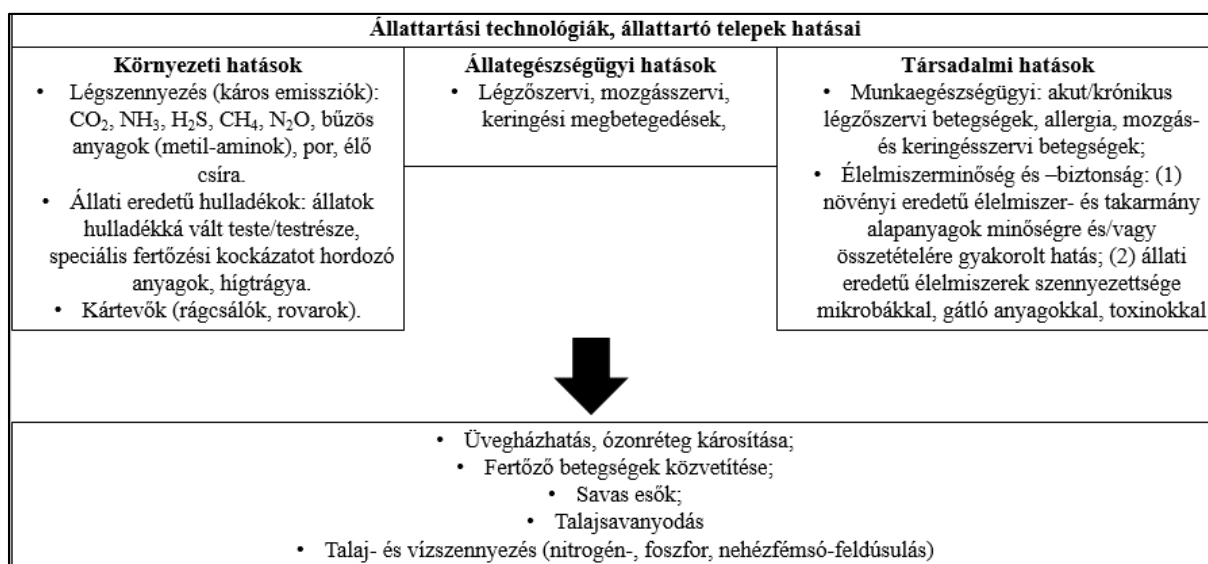 Állattartási technológiák, állattartó telepek hatásai
Környezeti hatások
• Légszennyezés (káros emissziók):
CO₂, NH₃, H₂S, CH₄, N₂O, bűzös
anyagok (metil-aminok), por, élő
csíra.
• Állati eredetű hulladékok: állatok
hulladékká vált teste/testrésze,
speciális fertőzési kockázatot hordozó
anyagok, hígtrágya.
• Kártevők (rágcsálók, rovarok).
Állategészségügyi hatások
• Légzőszervi, mozgásszervi,
keringési megbetegedések,
Társadalmi hatások
• Munkaegészségügyi: akut/krónikus
légzőszervi betegségek, allergia, mozgás-
és keringésszervi betegségek;
• Élelmiszerminőség és –biztonság: (1)
növényi eredetű élelmiszer- és takarmány
alapanyagok minőségre és/vagy
összetételére gyakorolt hatás; (2) állati
eredetű élelmiszerek szennyezettsége
mikrobákkal, gátló anyagokkal, toxinokkal
• Üvegházhatás, ózonréteg károsítása;
• Fertőző betegségek közvetítése;
• Savas esők;
• Talajsavanyodás
• Talaj- és vízszennyezés (nitrogén-, foszfor, nehézfémsó-feldúsulás)